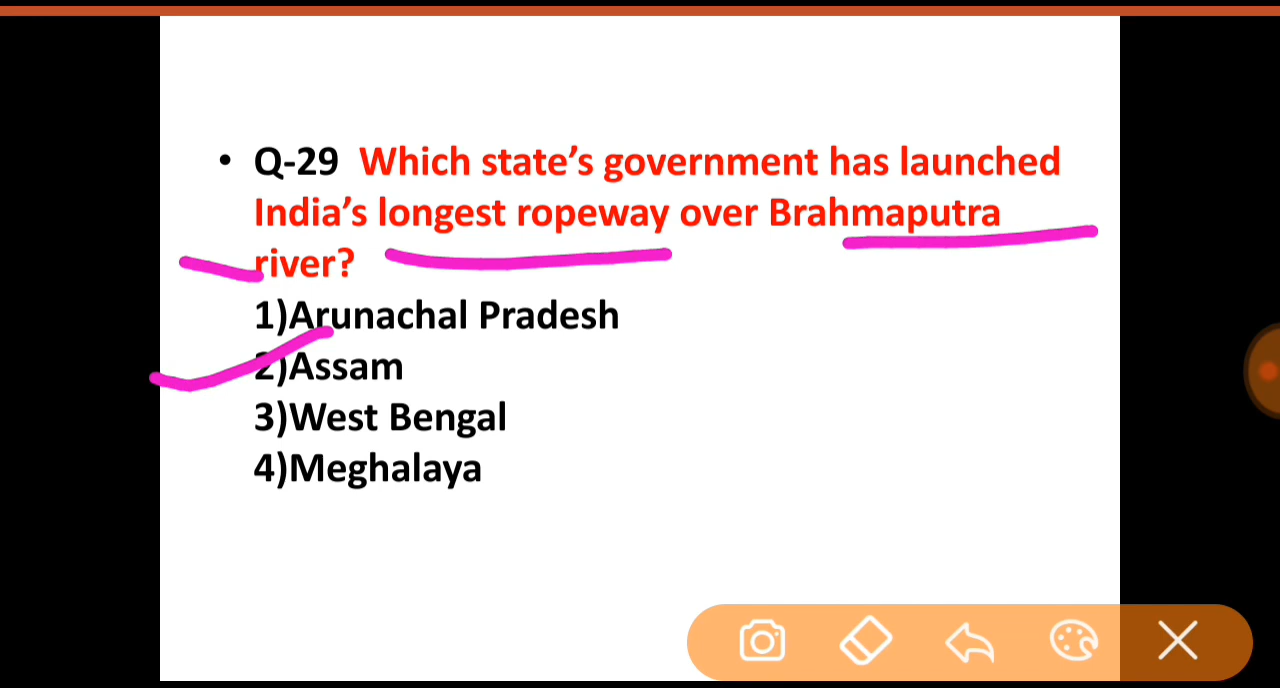 • Q-29 Which state’s government has launched
India’s longest ropeway over Brahmaputra
river?
1)Arunachal Pradesh
2)Assam
3)West Bengal
4)Meghalaya